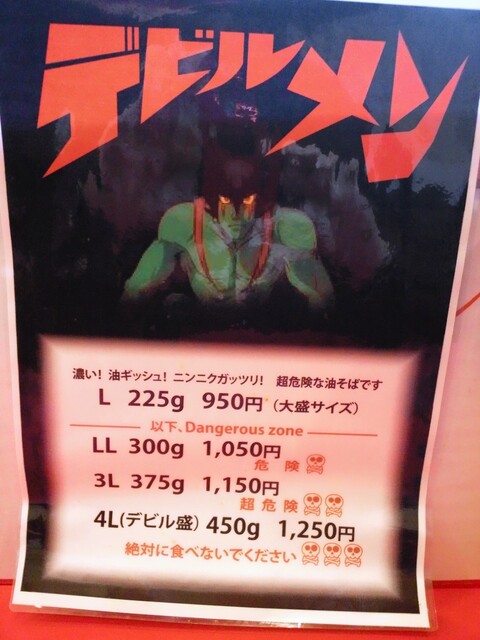 デビルメン
濃い！ 油ギッシュ！ ニンニクガッツリ！ 超危険な油そばです
L 225g 950円（大盛サイズ）
以下、Dangerous zone
LL 300g 1,050円
危険
3L 375g 1,150円
超危険
4L(デビル盛) 450g 1,250円
絶対に食べないでください